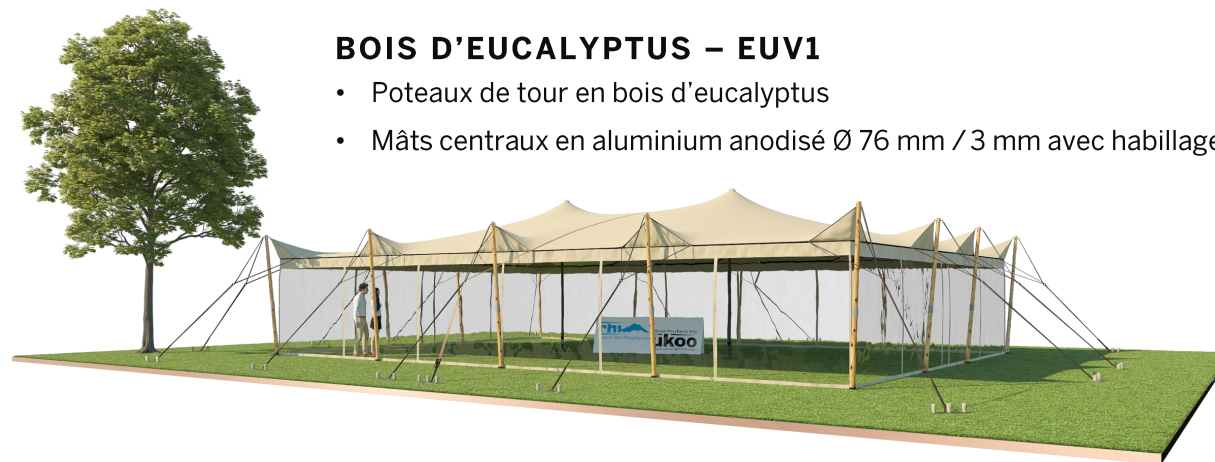 BOIS D'EUCALYPTUS – EUV1
• Poteaux de tour en bois d'eucalyptus
• Mâts centraux en aluminium anodisé Ø 76 mm / 3 mm avec habillage
ukoo